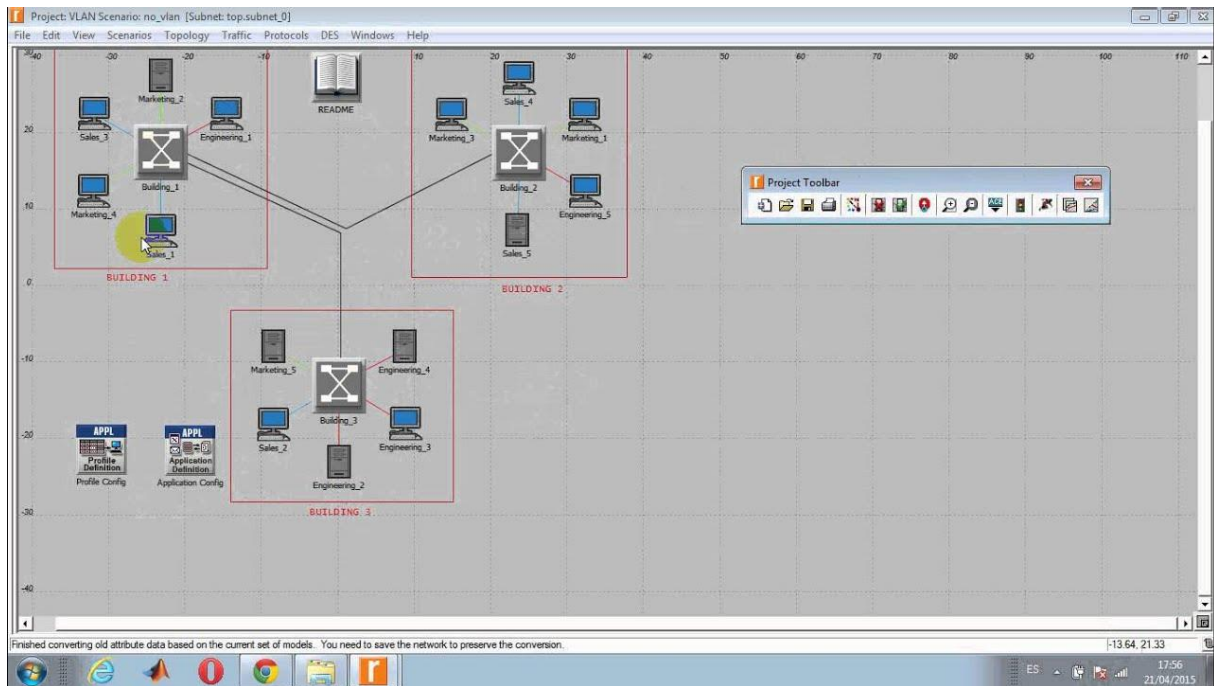 Project: VLAN Scenario: no_vlan [Subnet: top.subnet_0]
File Edit View Scenarios Topology Traffic Protocols DES Windows Help
-40 -30 -20 -10 10 20 30 40 50 60 70 80 90 100 110
Marketing_2
README
Sales_4
Sales_3
Engineering_1
Marketing_3
Marketing_1
20
Building_1
Building_2
Project Toolbar
10
Marketing_4
Engineering_5
Sales_1
Sales_5
BUILDING 1
0
BUILDING 2
-10
Marketing_5
Engineering_4
Building_3
APPL
Profile
Definition
Profile Config
APPL
Application
Definition
Application Config
-20
Sales_2
Engineering_3
Engineering_2
-30
BUILDING 3
-40
Finished converting old attribute data based on the current set of models. You need to save the network to preserve the conversion.
-13.64, 21.33
ES
17:56
21/04/2015